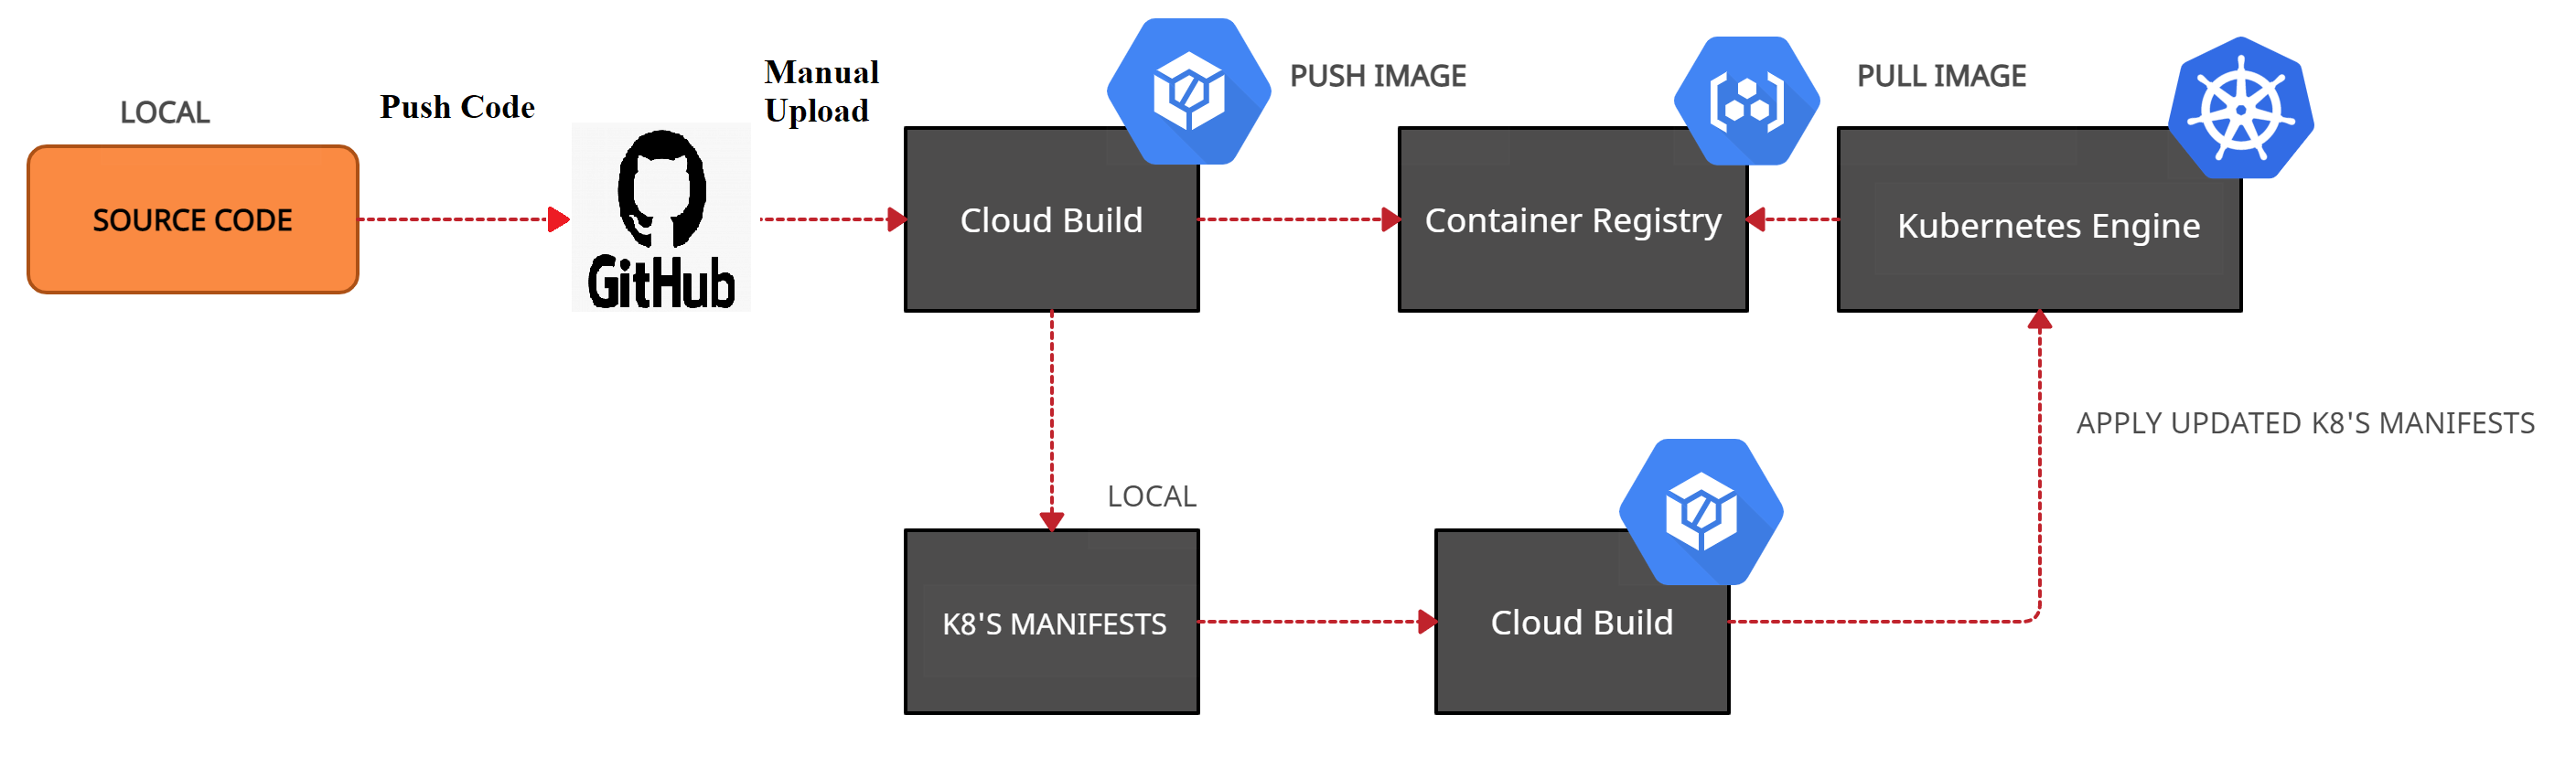 LOCAL
SOURCE CODE
Push Code
GitHub
Manual
Upload
Cloud Build
PUSH IMAGE
Container Registry
PULL IMAGE
Kubernetes Engine
APPLY UPDATED K8'S MANIFESTS
LOCAL
K8'S MANIFESTS
Cloud Build